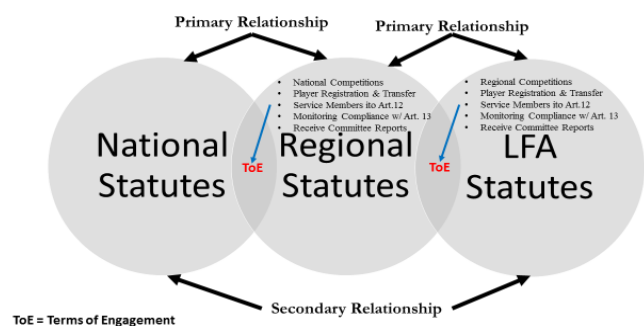 Primary Relationship
Primary Relationship
• National Competitions
• Player Registration & Transfer
• Service Members ito Art.12
• Monitoring Compliance w/ Art. 13
• Receive Committee Reports
• Regional Competitions
• Player Registration & Transfer
• Service Members ito Art.12
• Monitoring Compliance w/ Art. 13
• Receive Committee Reports
National
Statutes
ToE
Regional
Statutes
ToE
LFA
Statutes
Secondary Relationship
ToE = Terms of Engagement